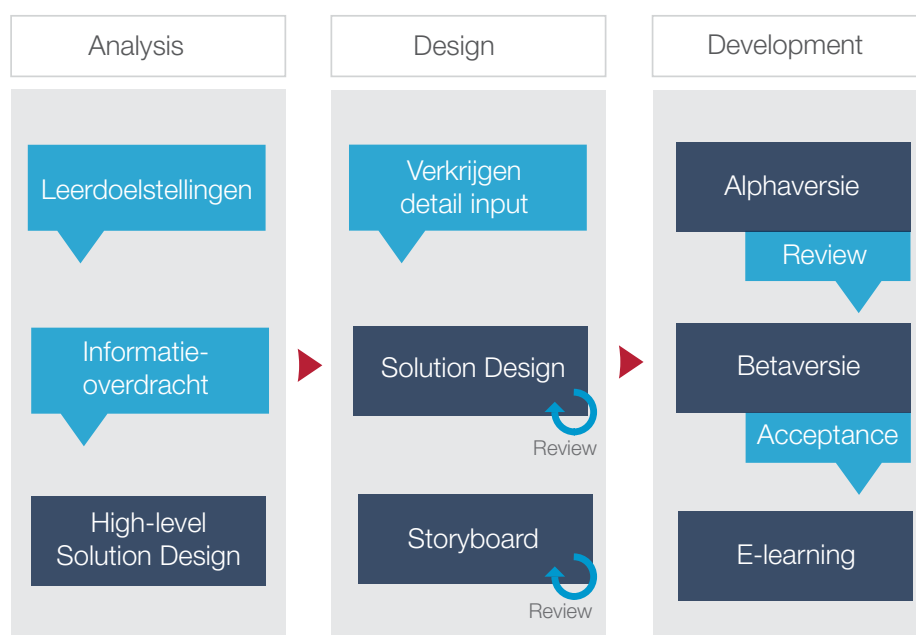 Analysis
Design
Development
Leerdoelstellingen
Informatie-
overdracht
High-level
Solution Design
Verkrijgen
detail input
Solution Design
Review
Storyboard
Review
Alphaversie
Review
Betaversie
Acceptance
E-learning